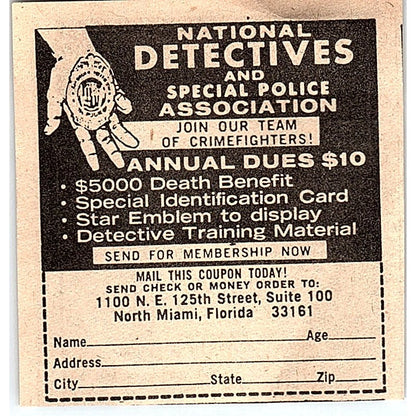 NATIONAL
DETECTIVES
AND
SPECIAL POLICE
ASSOCIATION
JOIN OUR TEAM
OF CRIMEFIGHTERS!
ANNUAL DUES $10
• $5000 Death Benefit
• Special Identification Card
• Star Emblem to display
• Detective Training Material
SEND FOR MEMBERSHIP NOW
MAIL THIS COUPON TODAY!
SEND CHECK OR MONEY ORDER TO:
1100 N.E. 125th Street, Suite 100
North Miami, Florida 33161
Name Age
Address
City State Zip